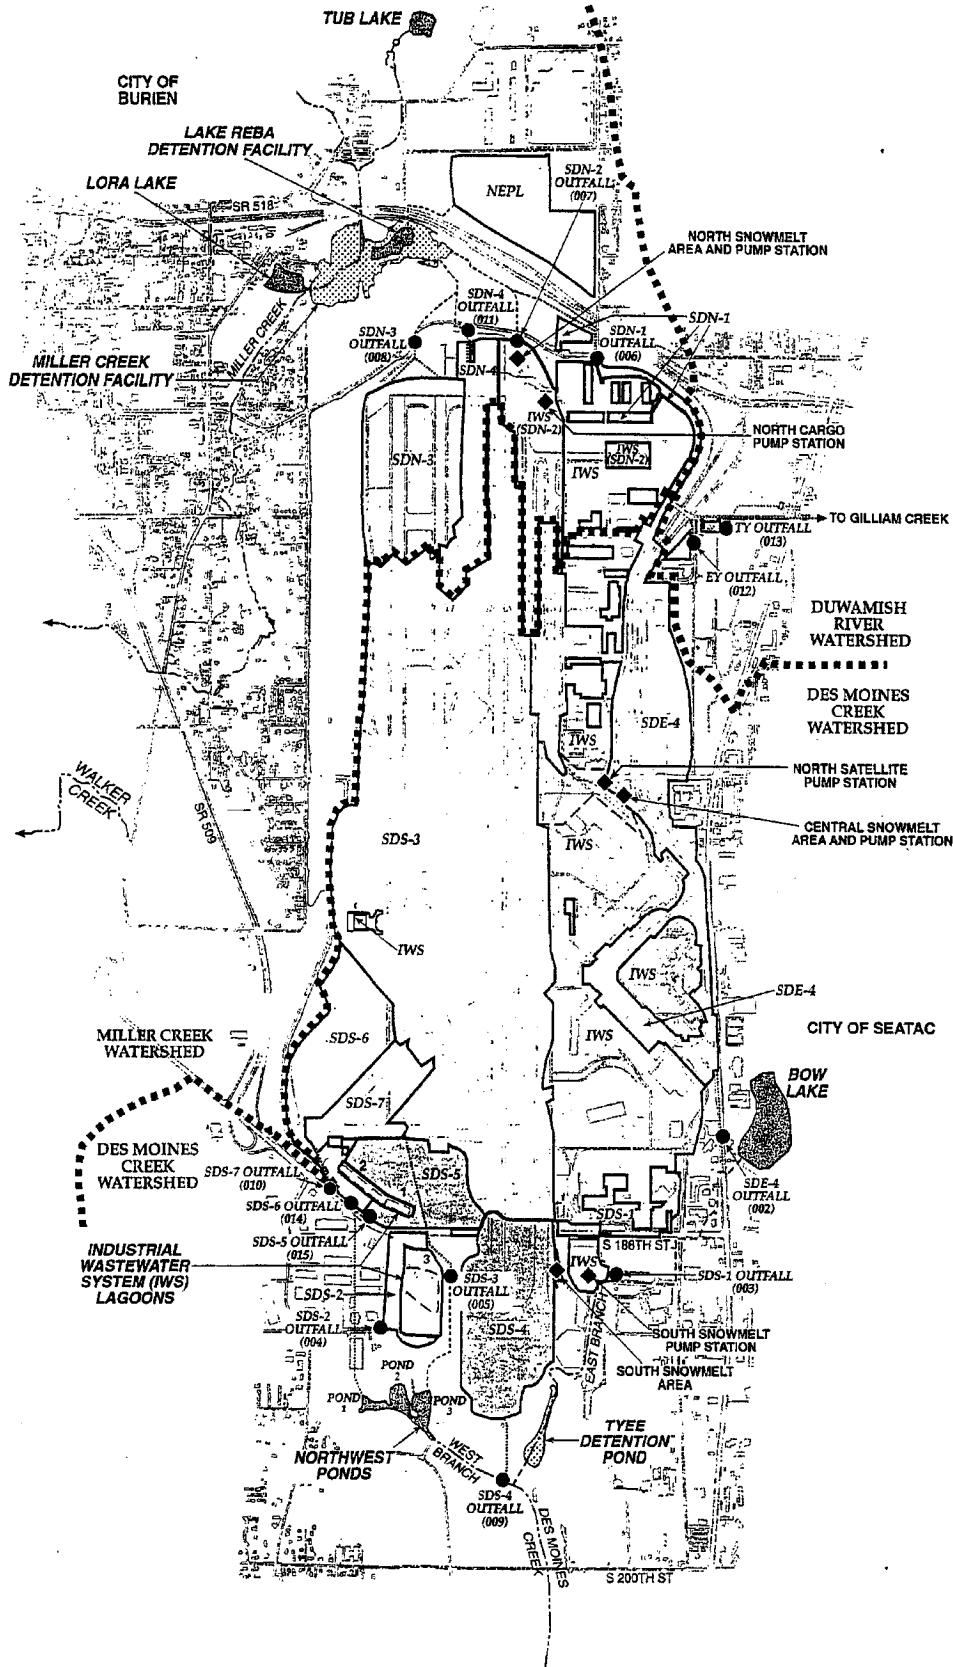 TUB LAKE
CITY OF
BURIEN
LAKE REBA
DETENTION FACILITY
LORA LAKE
SR 518
NEPL
SDN-2
OUTFALL
(007)
NORTH SNOWMELT
AREA AND PUMP STATION
SDN-4
OUTFALL
(011)
SDN-3
OUTFALL
(008)
SDN-1
OUTFALL
(006)
SDN-1
MILLER CREEK
MILLER CREEK
DETENTION FACILITY
SDN-4
IWS
(SDN-2)
NORTH CARGO
PUMP STATION
SDN-3
IWS
(SDN-2)
IWS
TO GILLIAM CREEK
TY OUTFALL
(013)
EY OUTFALL
(012)
DUWAMISH
RIVER
WATERSHED
DES MOINES
CREEK
WATERSHED
SDE-4
IWS
NORTH SATELLITE
PUMP STATION
WALKER
CREEK
SR 509
SDS-3
CENTRAL SNOWMELT
AREA AND PUMP STATION
IWS
IWS
IWS
SDE-4
IWS
CITY OF SEATAC
MILLER CREEK
WATERSHED
SDS-6
BOW
LAKE
SDS-7
DES MOINES
CREEK
WATERSHED
2
SDS-5
SDS-7 OUTFALL
(010)
SDE-4
OUTFALL
(002)
SDS-6 OUTFALL
(014)
1
SDS-1
SDS-5 OUTFALL
(015)
S 188TH ST
INDUSTRIAL
WASTEWATER
SYSTEM (IWS)
LAGOONS
3
IWS
SDS-2
SDS-3
OUTFALL
(005)
SDS-1 OUTFALL
(003)
SDS-2
OUTFALL
(004)
SDS-4
EAST BRANCH
SOUTH SNOWMELT
PUMP STATION
SOUTH SNOWMELT
AREA
POND
2
POND
1
POND
3
TYEE
DETENTION
POND
NORTHWEST
PONDS
WEST
BRANCH
SDS-4
OUTFALL
(009)
DES MOINES
CREEK
S 200TH ST